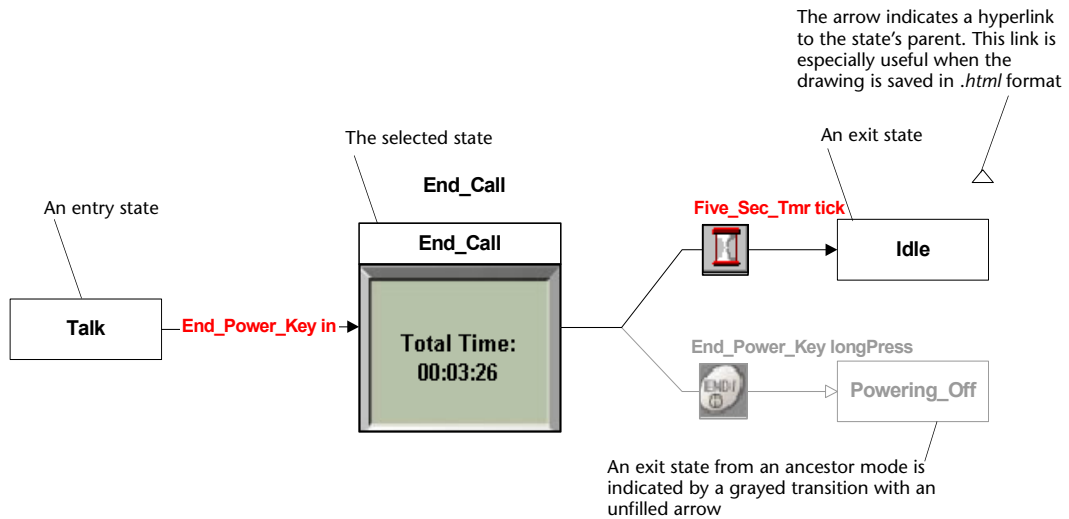 The arrow indicates a hyperlink
to the state’s parent. This link is
especially useful when the
drawing is saved in .html format
The selected state
An exit state
End_Call
An entry state
Five_Sec_Tmr tick
End_Call
Idle
Talk
End_Power_Key in
Total Time:
00:03:26
End_Power_Key longPress
END/
Powering_Off
An exit state from an ancestor mode is
indicated by a grayed transition with an
unfilled arrow